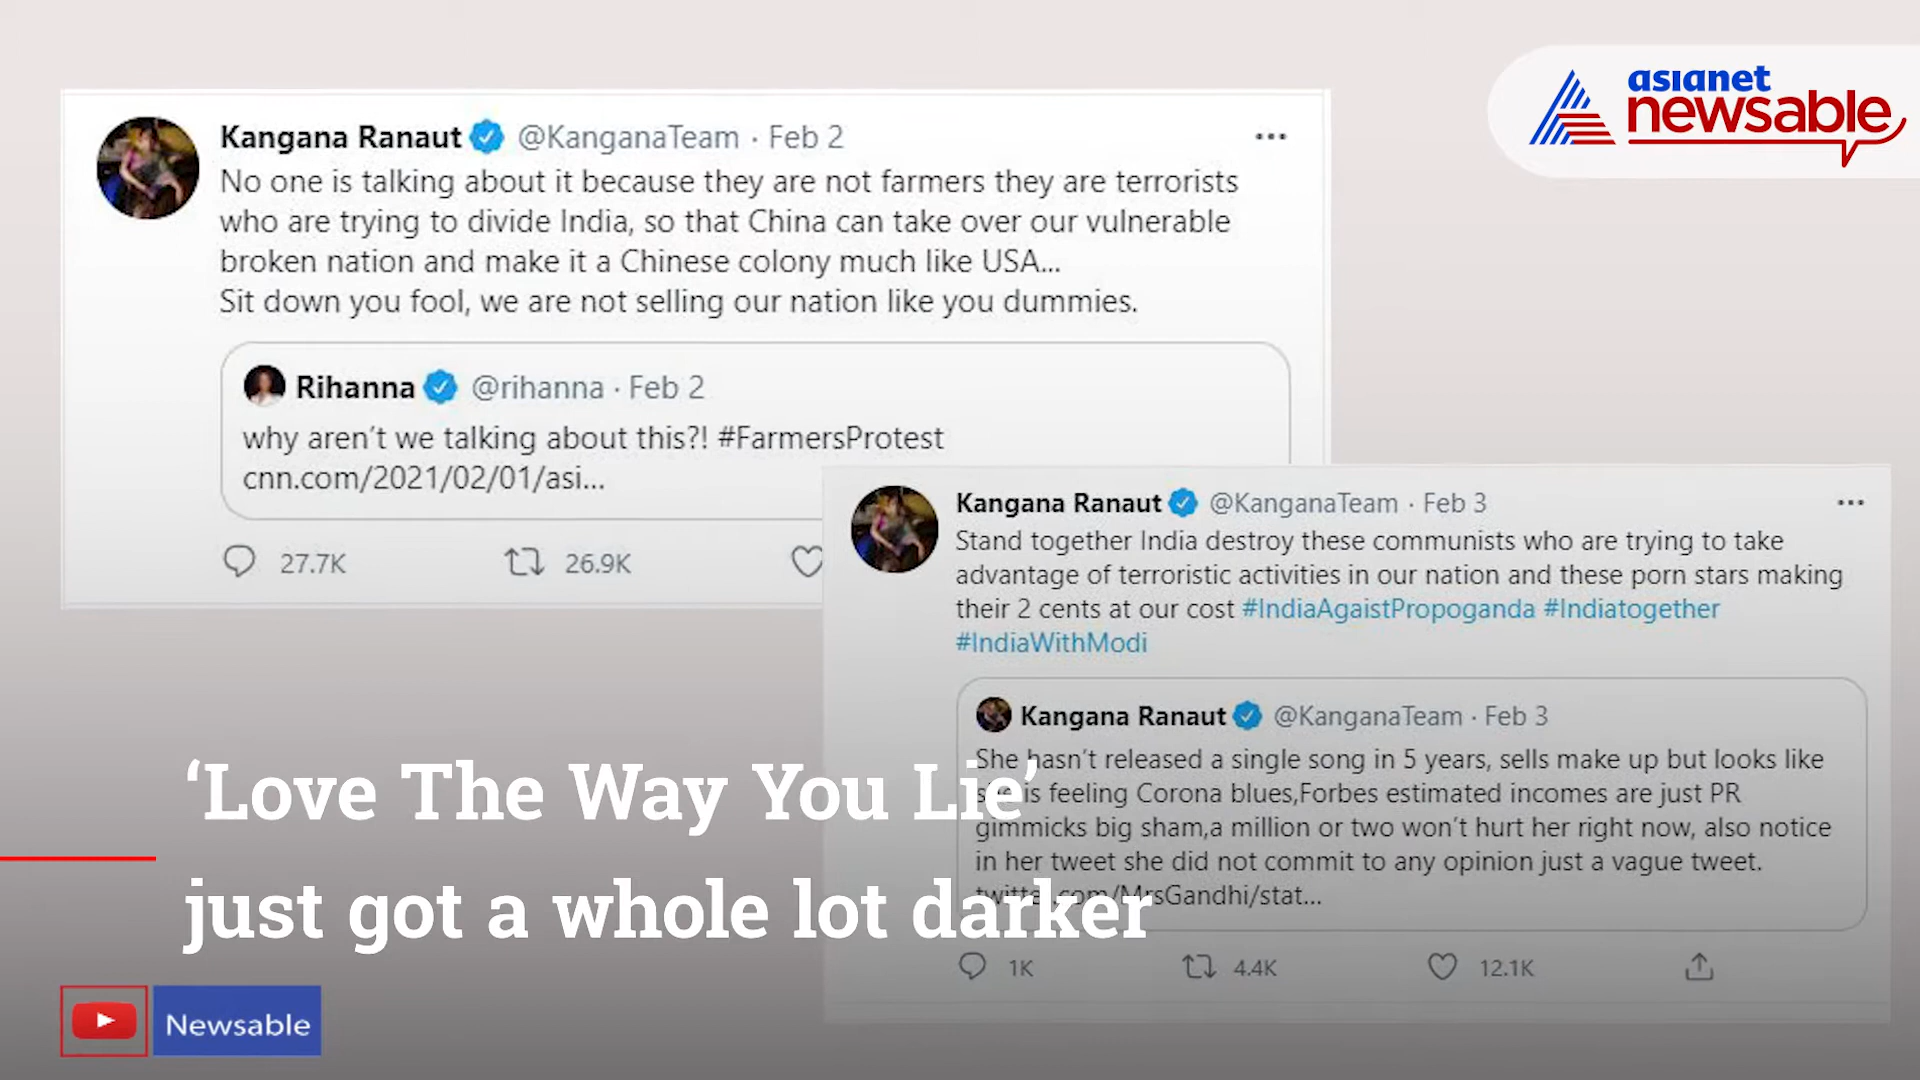 asianet
newsable
Kangana Ranaut @KanganaTeam · Feb 2
No one is talking about it because they are not farmers they are terrorists
who are trying to divide India, so that China can take over our vulnerable
broken nation and make it a Chinese colony much like USA...
Sit down you fool, we are not selling our nation like you dummies.
Rihanna @rihanna · Feb 2
why aren't we talking about this?! #FarmersProtest
cnn.com/2021/02/01/asi...
27.7K 26.9K
Kangana Ranaut @KanganaTeam · Feb 3
Stand together India destroy these communists who are trying to take
advantage of terroristic activities in our nation and these porn stars making
their 2 cents at our cost #IndiaAgaistPropoganda #Indiatogether
#IndiaWithModi
Kangana Ranaut @KanganaTeam · Feb 3
She hasn't released a single song in 5 years, sells make up but looks like
she is feeling Corona blues,Forbes estimated incomes are just PR
gimmicks big sham,a million or two won't hurt her right now, also notice
in her tweet she did not commit to any opinion just a vague tweet.
twitter.com/MrsGandhi/stat...
1K 4.4K 12.1K
‘Love The Way You Lie’
just got a whole lot darker
Newsable